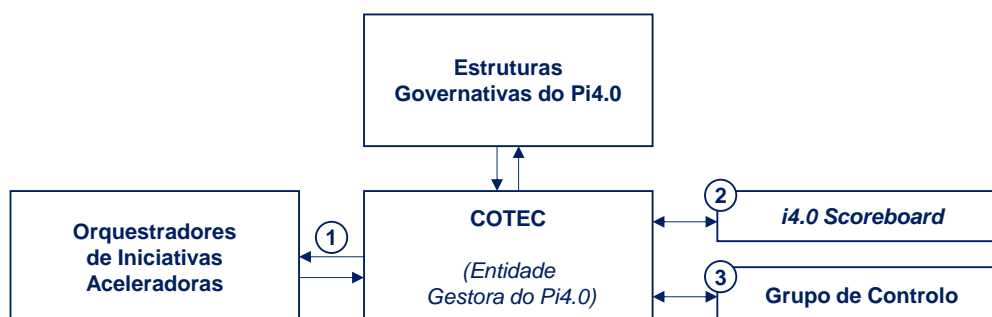 Estruturas
Governativas do Pi4.0
Orquestradores
de Iniciativas
Aceleradoras
1
COTEC
(Entidade
Gestora do Pi4.0)
2
i4.0 Scoreboard
3
Grupo de Controlo